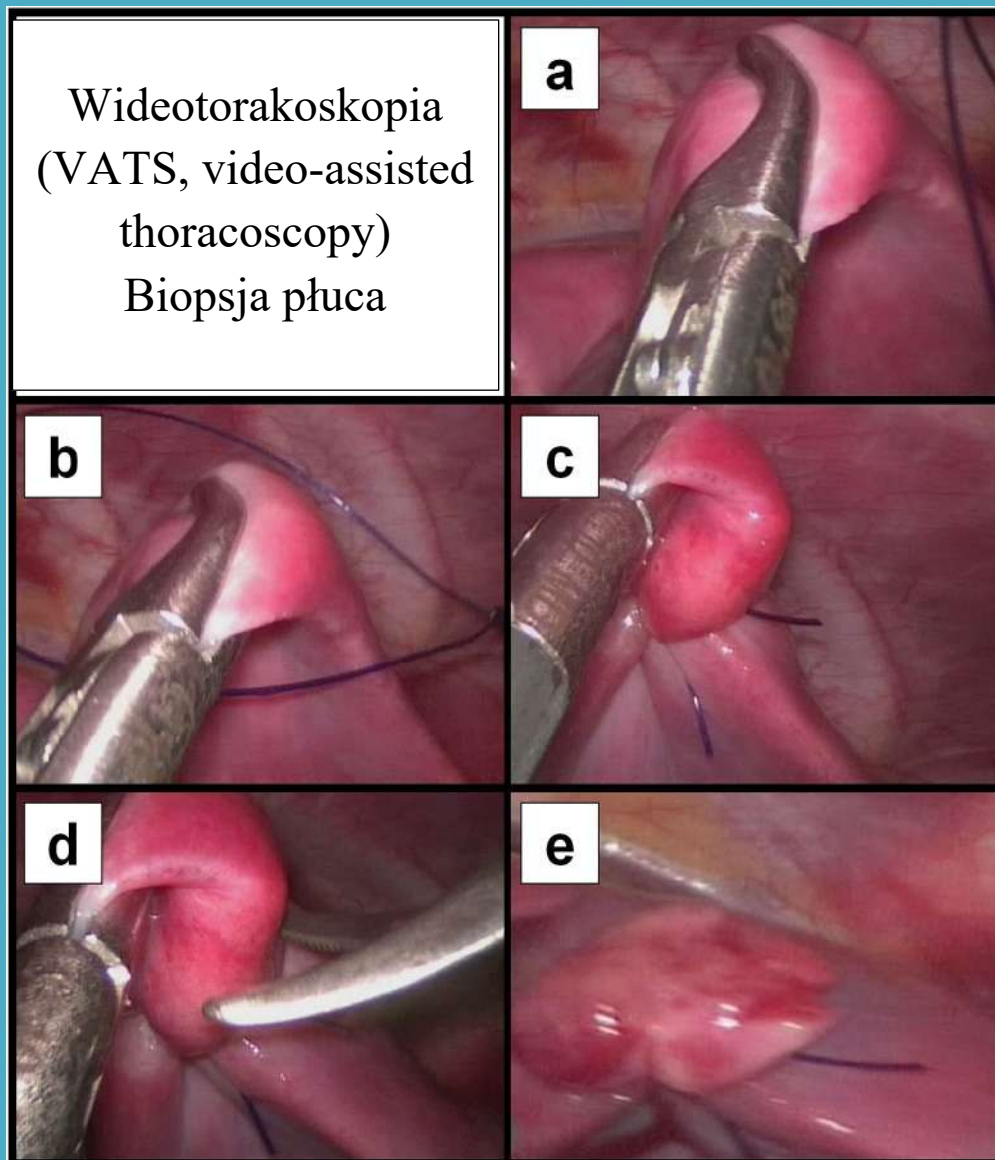 Wideotorakoskopia
(VATS, video-assisted
thoracoscopy)
Biopsja płuca
a
b
c
d
e